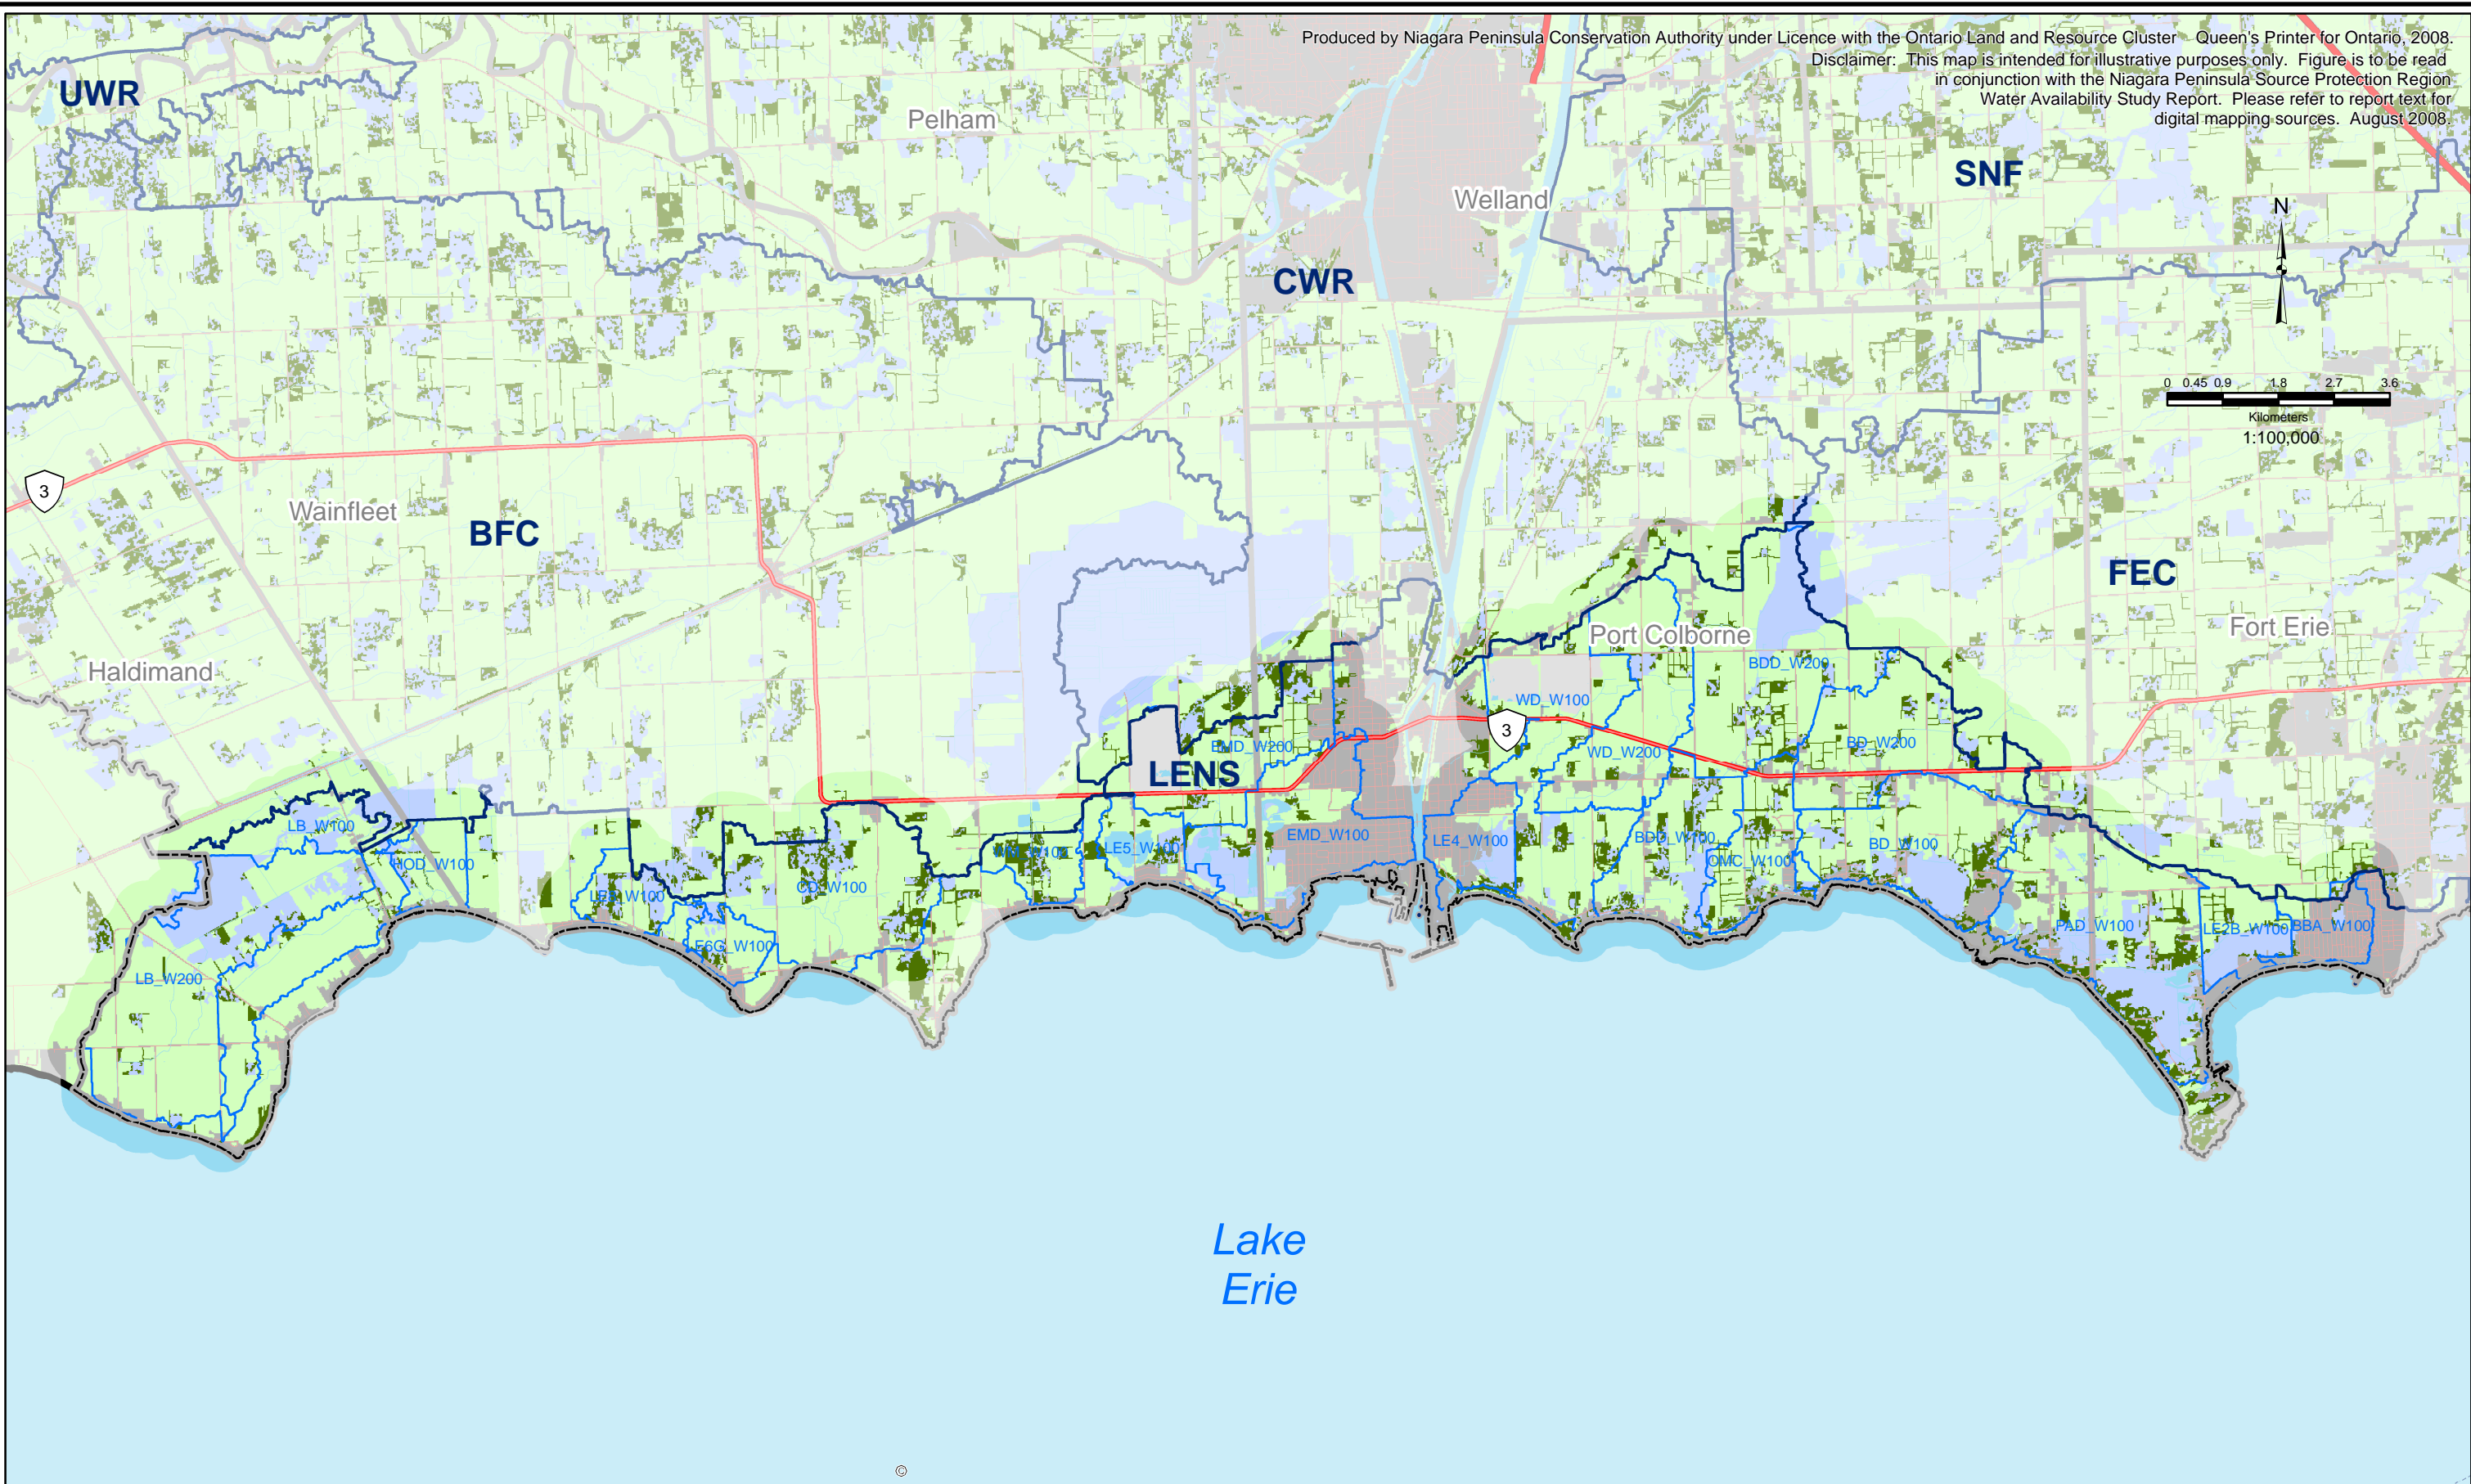 Produced by Niagara Peninsula Conservation Authority under Licence with the Ontario Land and Resource Cluster Queen's Printer for Ontario, 2008.
Disclaimer: This map is intended for illustrative purposes only. Figure is to be read
in conjunction with the Niagara Peninsula Source Protection Region
Water Availability Study Report. Please refer to report text for
digital mapping sources. August 2008.
UWR
Pelham
SNF
Welland
N
CWR
0 0.45 0.9 1.8 2.7 3.6
Kilometers
1:100,000
3
Wainfleet
BFC
FEC
Port Colborne
Fort Erie
Haldimand
BDD_W200
WD_W100
3
EMD_W200
WD_W200
BD_W200
LENS
LB_W100
HOD_W100
LE5_W100
EMD_W100
LE4_W100
BDD_W100
OMC_W100
BD_W100
CD_W100
LE6C_W100
PAD_W100
LE2B_W100
BBA_W100
LB_W200
Lake
Erie
©